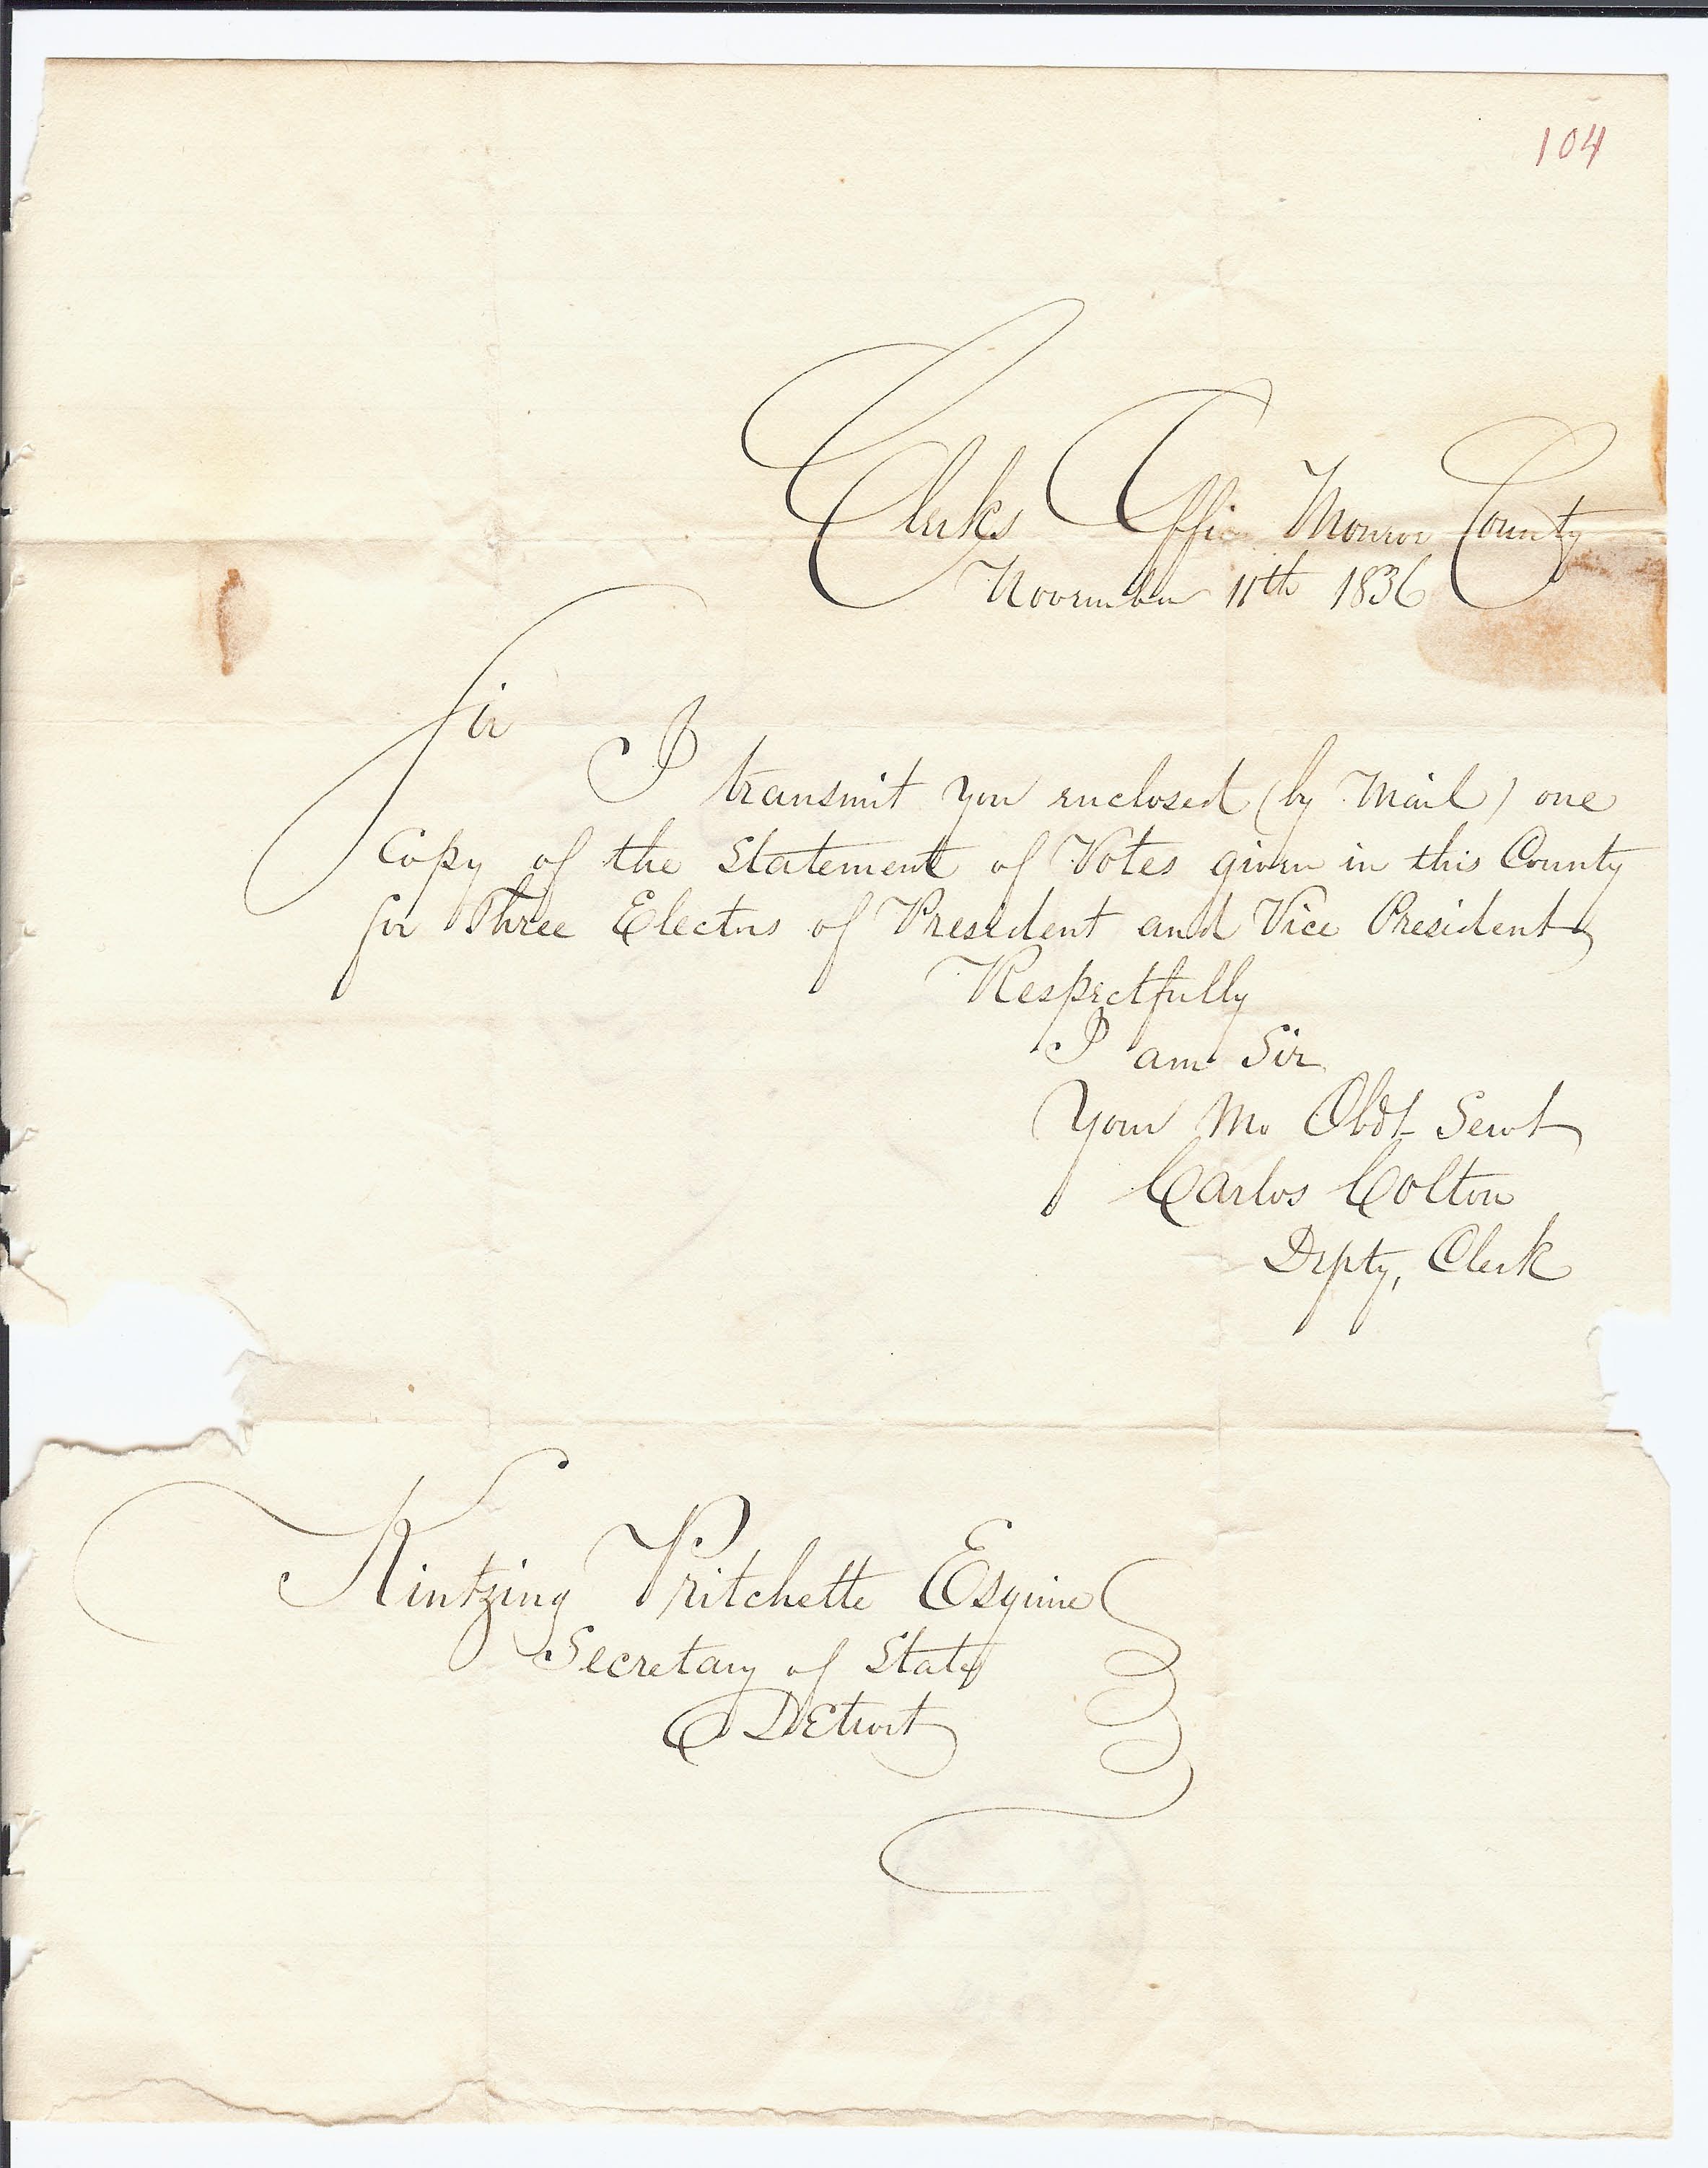 104
Clerks Office Monroe County
November 11th 1836
Sir
I transmit you enclosed (by Mail) one
Copy of the Statement of Votes given in this County
for Three Electors of President and Vice President
Respectfully
I am Sir
Your Mo Obdt Servt
Carlos Colton
Depty, Clerk
Kintzing Pritchette Esquire
Secretary of State
Detroit